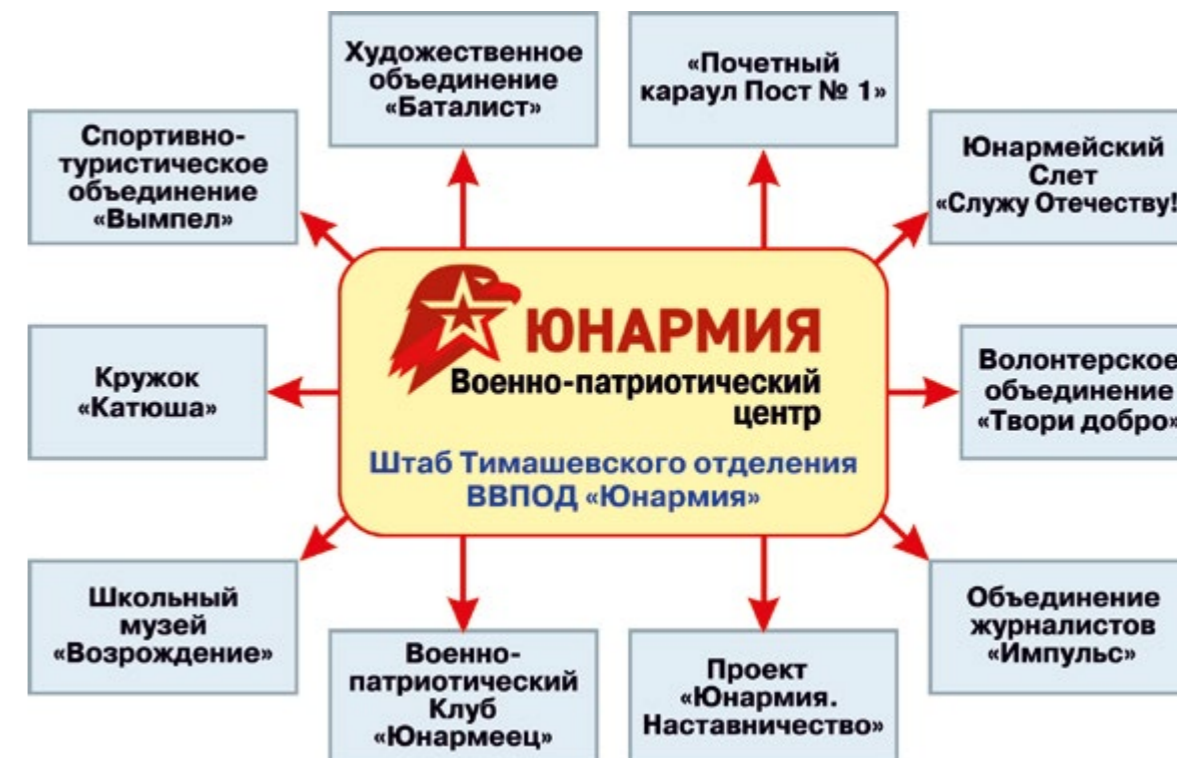 Художественное
объединение
«Баталист»
«Почетный
караул Пост № 1»
Спортивно-
туристическое
объединение
«Вымпел»
Юнармейский
Слет
«Служу Отечеству!
ЮНАРМИЯ
Военно-патриотический
центр
Штаб Тимашевского отделения
ВВПОД «Юнармия»
Кружок
«Катюша»
Волонтерское
объединение
«Твори добро»
Школьный
музей
«Возрождение»
Военно-
патриотический
Клуб
«Юнармеец»
Проект
«Юнармия.
Наставничество»
Объединение
журналистов
«Импульс»